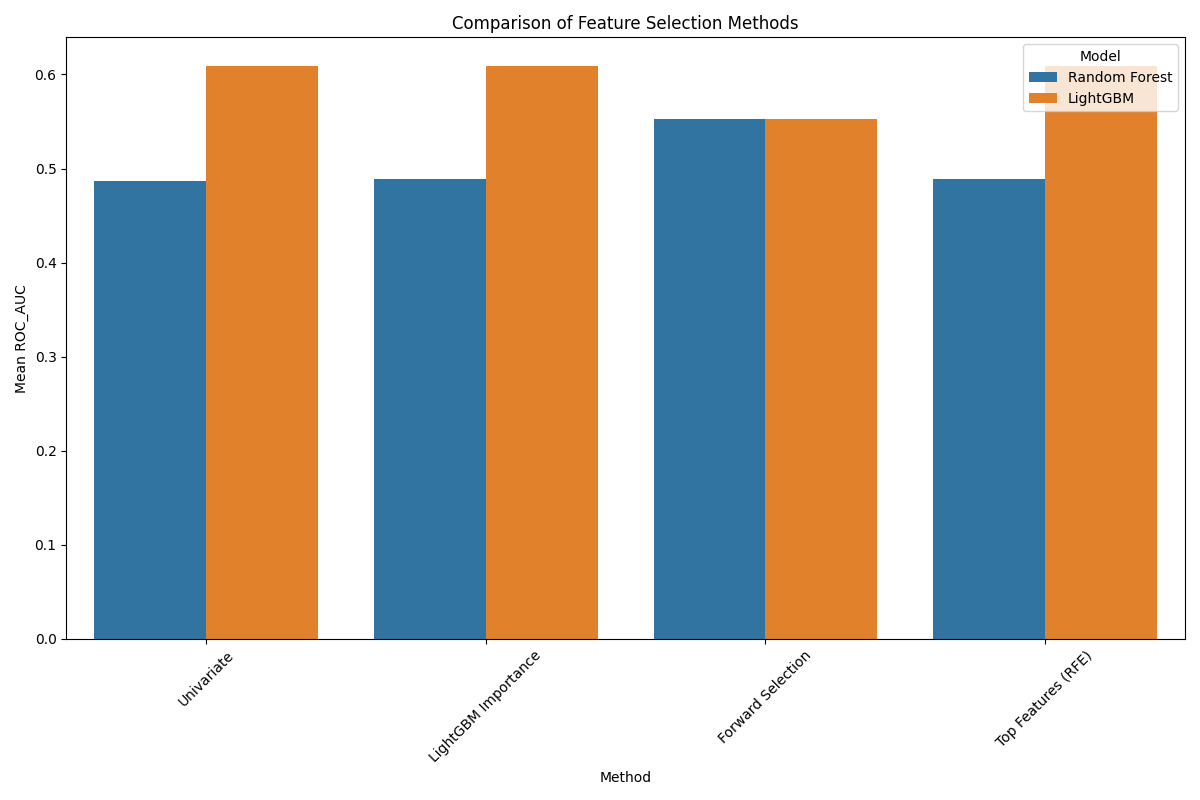 Comparison of Feature Selection Methods
Model
Random Forest
LightGBM
Mean ROC_AUC
0.6
0.5
0.4
0.3
0.2
0.1
0.0
Univariate
LightGBM Importance
Forward Selection
Top Features (RFE)
Method